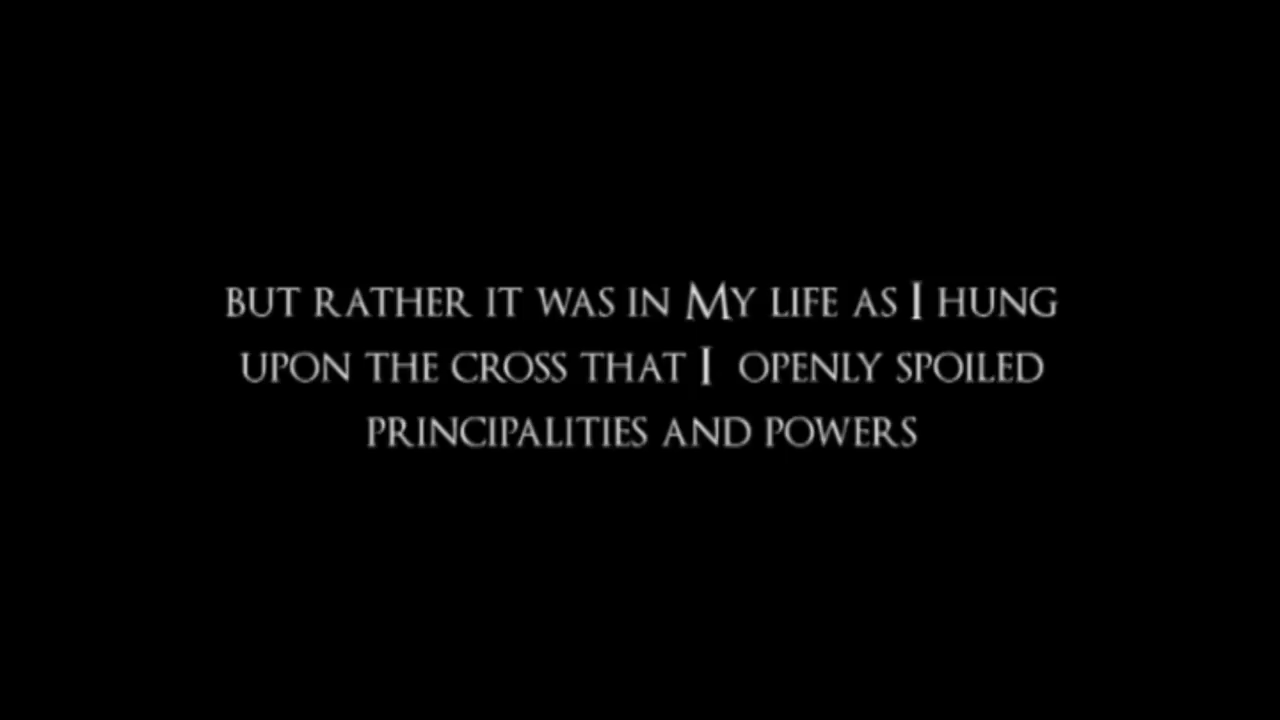 BUT RATHER IT WAS IN MY LIFE AS I HUNG
UPON THE CROSS THAT I OPENLY SPOILED
PRINCIPALITIES AND POWERS